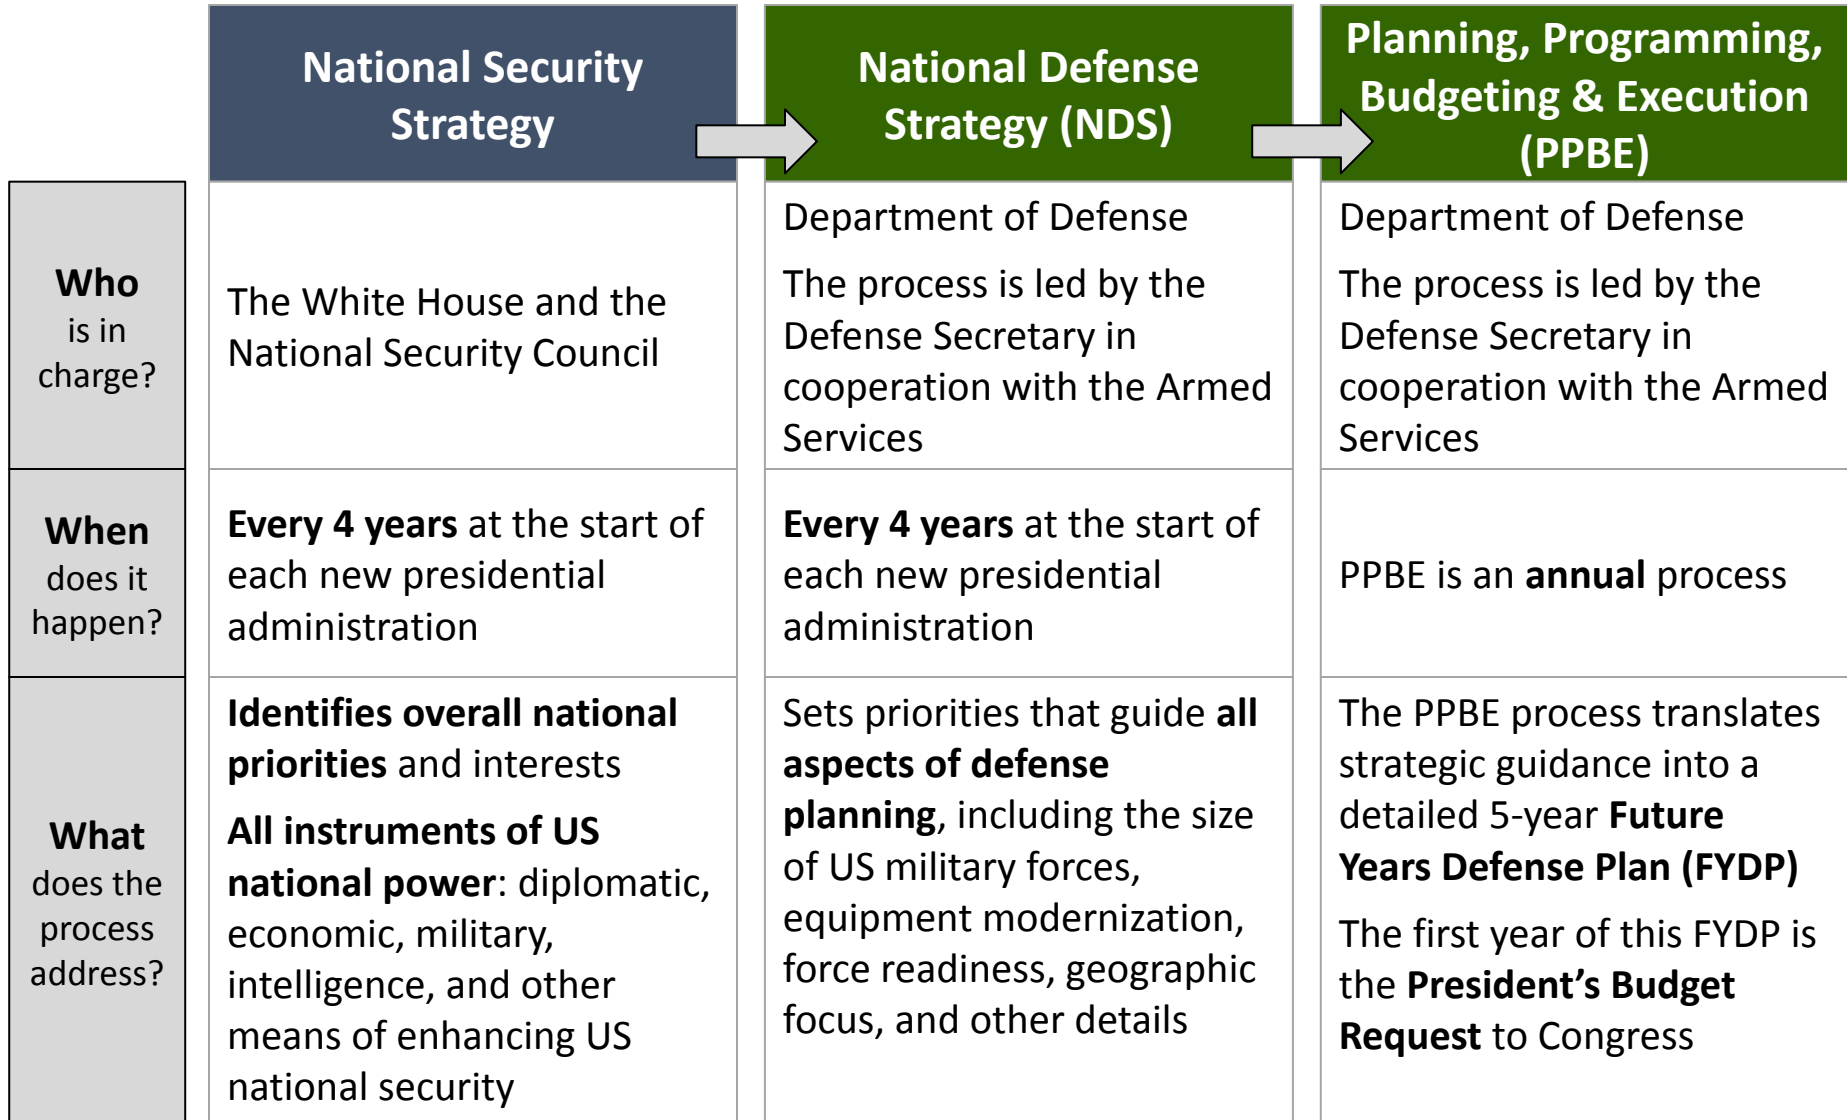 National Security
Strategy
National Defense
Strategy (NDS)
Planning, Programming,
Budgeting & Execution
(PPBE)
Who
is in
charge?
The White House and the
National Security Council
Department of Defense
The process is led by the
Defense Secretary in
cooperation with the Armed
Services
Department of Defense
The process is led by the
Defense Secretary in
cooperation with the Armed
Services
When
does it
happen?
Every 4 years at the start of
each new presidential
administration
Every 4 years at the start of
each new presidential
administration
PPBE is an annual process
What
does the
process
address?
Identifies overall national
priorities and interests
All instruments of US
national power: diplomatic,
economic, military,
intelligence, and other
means of enhancing US
national security
Sets priorities that guide all
aspects of defense
planning, including the size
of US military forces,
equipment modernization,
force readiness, geographic
focus, and other details
The PPBE process translates
strategic guidance into a
detailed 5-year Future
Years Defense Plan (FYDP)
The first year of this FYDP is
the President’s Budget
Request to Congress